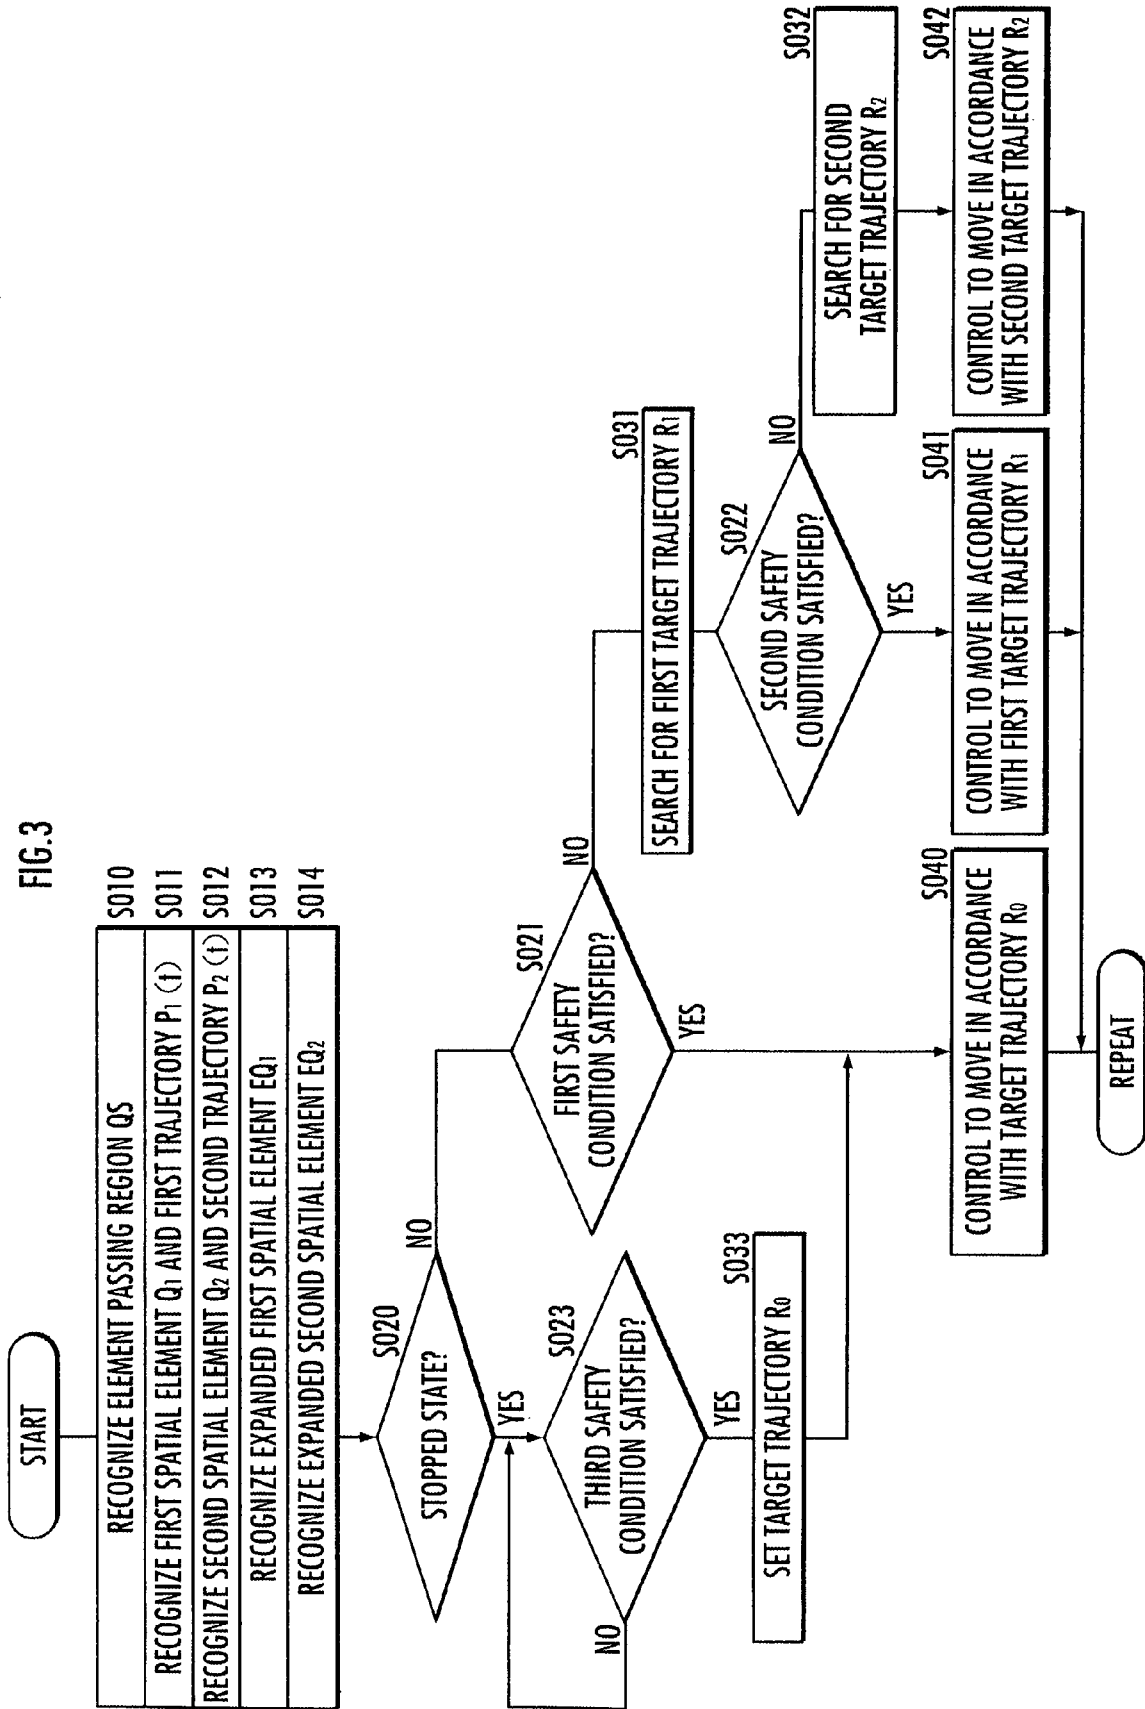 FIG.3
START
RECOGNIZE ELEMENT PASSING REGION QS
S010
RECOGNIZE FIRST SPATIAL ELEMENT Q1 AND FIRST TRAJECTORY P1 (t)
S011
RECOGNIZE SECOND SPATIAL ELEMENT Q2 AND SECOND TRAJECTORY P2 (t)
S012
RECOGNIZE EXPANDED FIRST SPATIAL ELEMENT EQ1
S013
RECOGNIZE EXPANDED SECOND SPATIAL ELEMENT EQ2
S014
S020
STOPPED STATE?
NO
YES
S023
THIRD SAFETY
CONDITION SATISFIED?
NO
YES
S033
SET TARGET TRAJECTORY R0
S021
FIRST SAFETY
CONDITION SATISFIED?
NO
YES
S031
SEARCH FOR FIRST TARGET TRAJECTORY R1
S022
SECOND SAFETY
CONDITION SATISFIED?
NO
YES
S032
SEARCH FOR SECOND
TARGET TRAJECTORY R2
S040
CONTROL TO MOVE IN ACCORDANCE
WITH TARGET TRAJECTORY R0
S041
CONTROL TO MOVE IN ACCORDANCE
WITH FIRST TARGET TRAJECTORY R1
S042
CONTROL TO MOVE IN ACCORDANCE
WITH SECOND TARGET TRAJECTORY R2
REPEAT